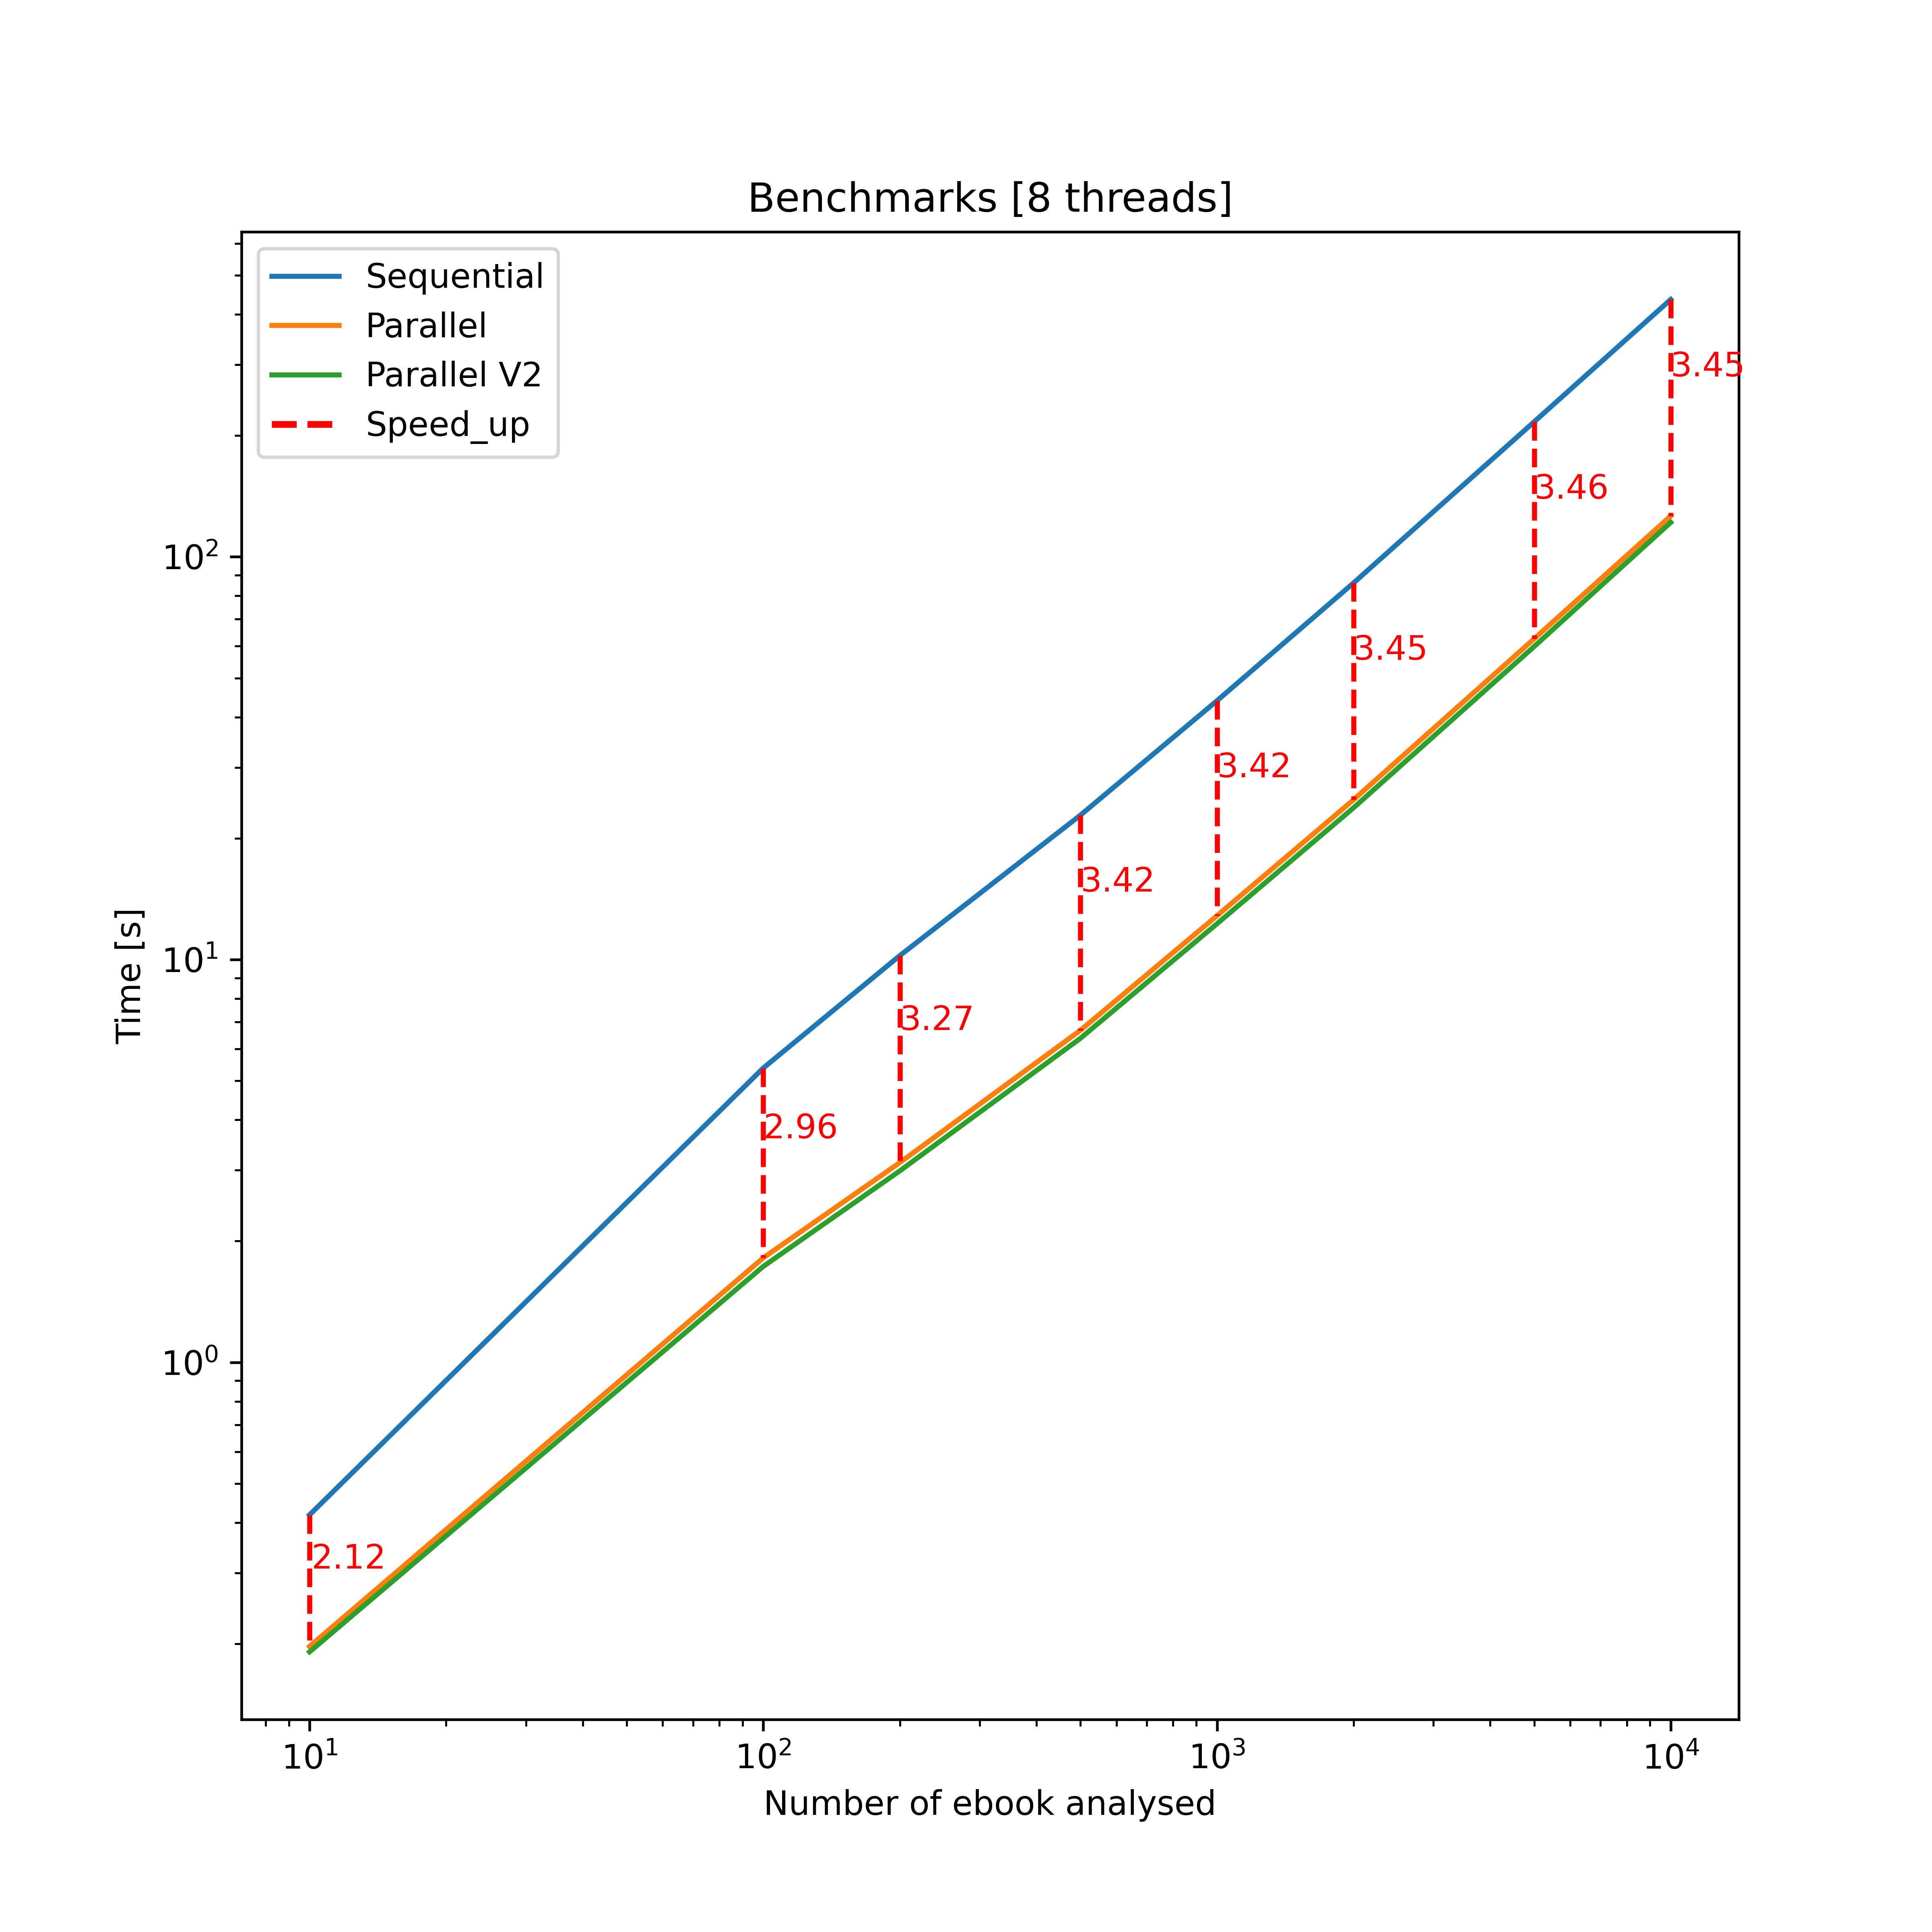 Benchmarks [8 threads]
Sequential
Parallel
Parallel V2
Speed_up
3.45
3.46
10²
3.45
3.42
3.42
Time [s]
10¹
3.27
2.96
10⁰
2.12
10¹ 10² 10³ 10⁴
Number of ebook analysed